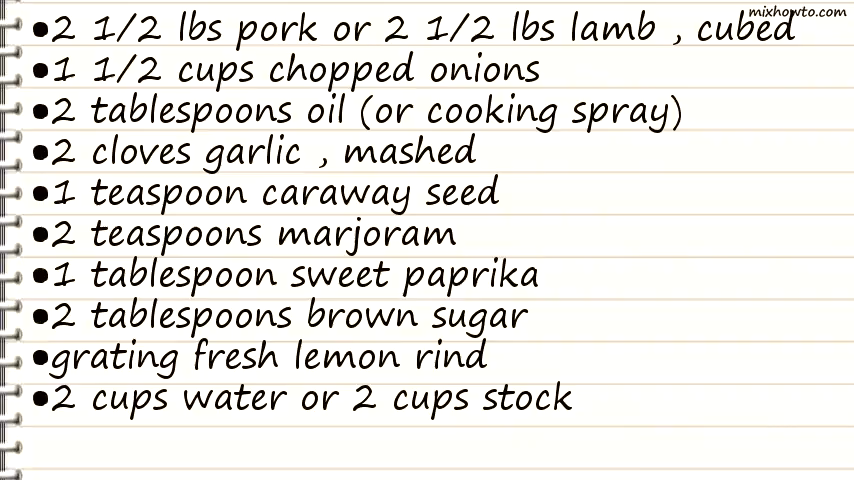 mixhowto.com
•2 1/2 lbs pork or 2 1/2 lbs lamb , cubed
•1 1/2 cups chopped onions
•2 tablespoons oil (or cooking spray)
•2 cloves garlic , mashed
•1 teaspoon caraway seed
•2 teaspoons marjoram
•1 tablespoon sweet paprika
•2 tablespoons brown sugar
•grating fresh lemon rind
•2 cups water or 2 cups stock